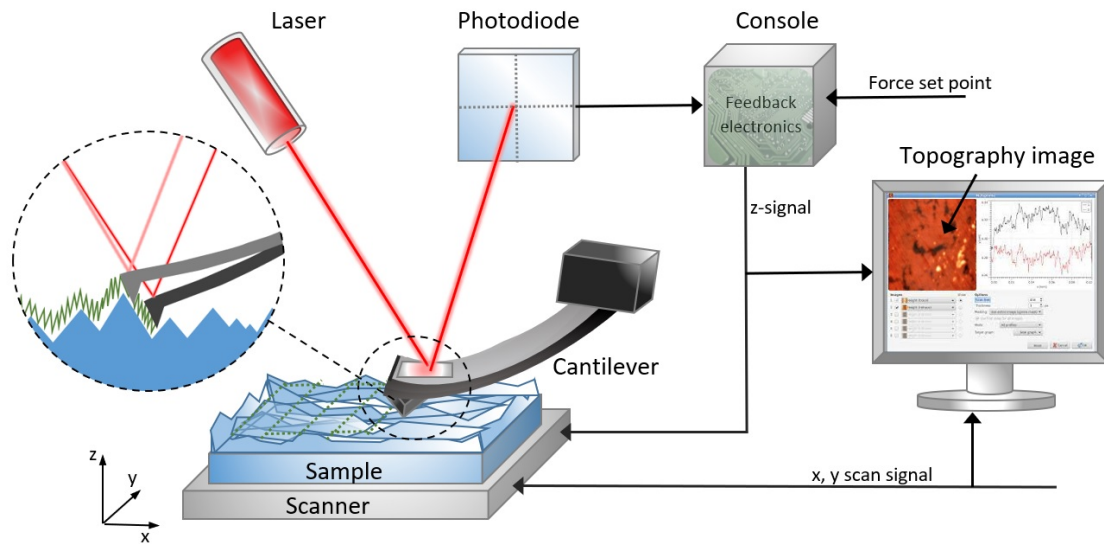 Laser
Photodiode
Console
Feedback
electronics
Force set point
Topography image
z-signal
Cantilever
Sample
Scanner
x, y scan signal
z
y
x